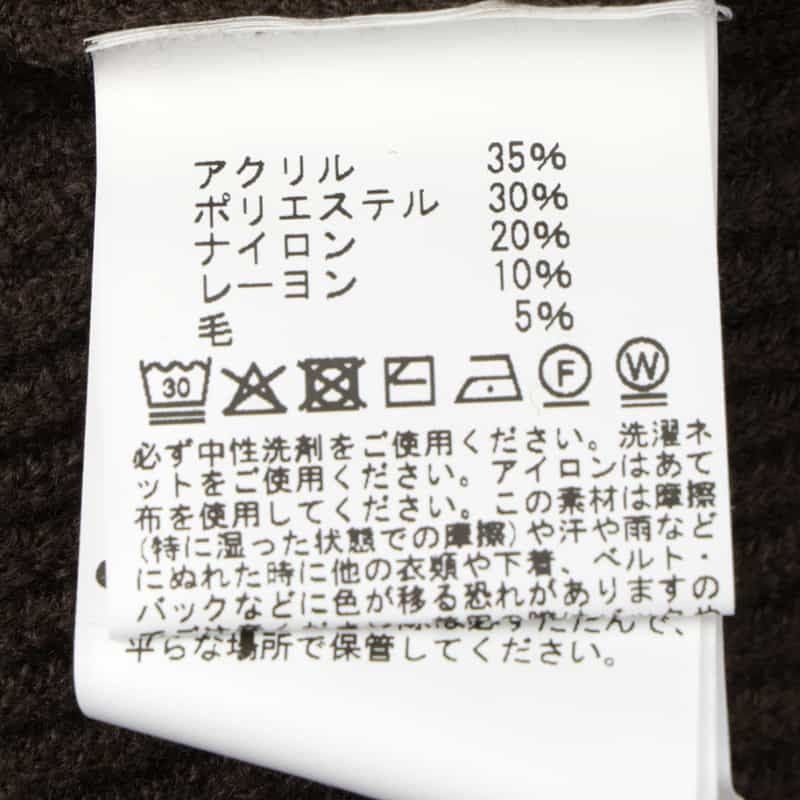 アクリル 35%
ポリエステル 30%
ナイロン 20%
レーヨン 10%
毛 5%
30 F W
必ず中性洗剤をご使用ください。洗濯ネ
ットをご使用ください。アイロンはあて
布を使用してください。この素材は摩擦
(特に湿った状態での摩擦)や汗や雨など
にぬれた時に他の衣類や下着、ベルト・
バックなどに色が移る恐れがありますの
平らな場所で保管してください。